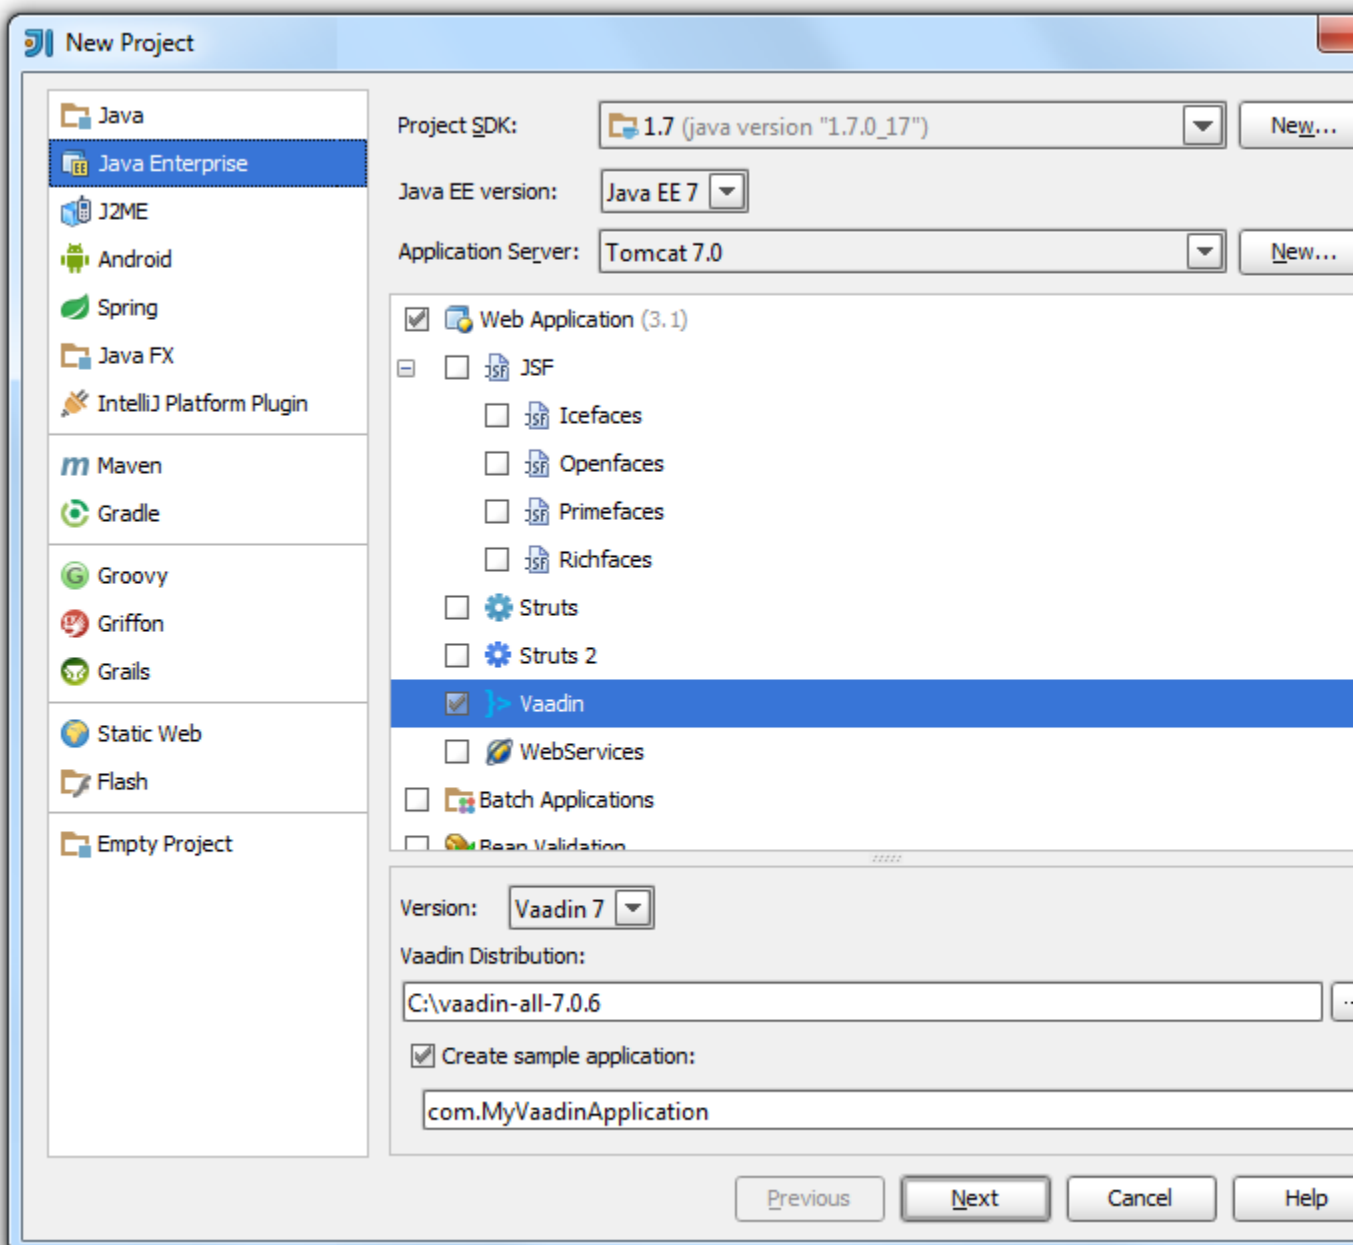 New Project
Java
Java Enterprise
J2ME
Android
Spring
Java FX
IntelliJ Platform Plugin
Maven
Gradle
Groovy
Griffon
Grails
Static Web
Flash
Empty Project
Project SDK: 1.7 (java version "1.7.0_17") New...
Java EE version: Java EE 7
Application Server: Tomcat 7.0 New...
Web Application (3.1)
JSF
Icefaces
Openfaces
Primefaces
Richfaces
Struts
Struts 2
Vaadin
WebServices
Batch Applications
Bean Validation
Version: Vaadin 7
Vaadin Distribution:
C:\vaadin-all-7.0.6
Create sample application:
com.MyVaadinApplication
Previous Next Cancel Help